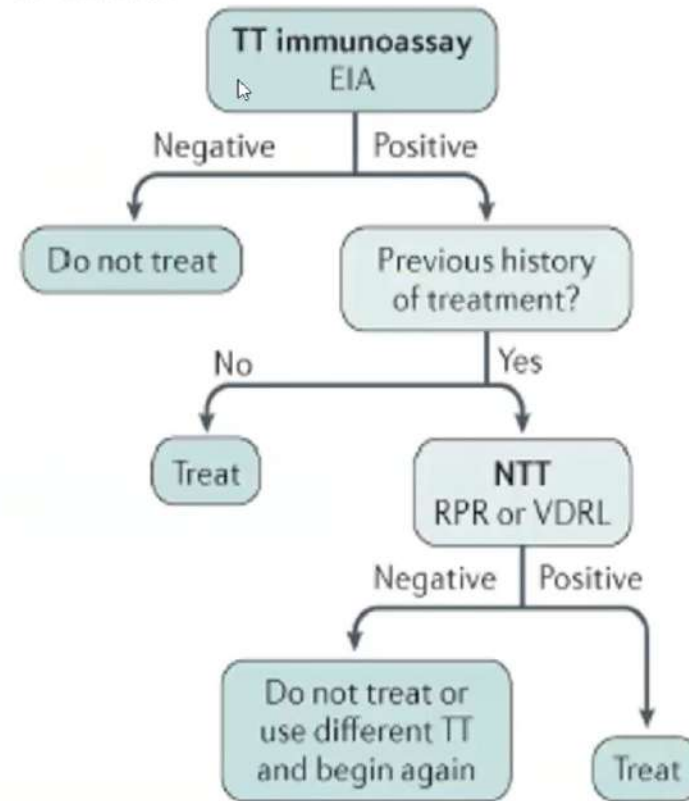 TT immunoassay
EIA
Negative
Positive
Do not treat
Previous history
of treatment?
No
Yes
Treat
NTT
RPR or VDRL
Negative
Positive
Do not treat or
use different TT
and begin again
Treat